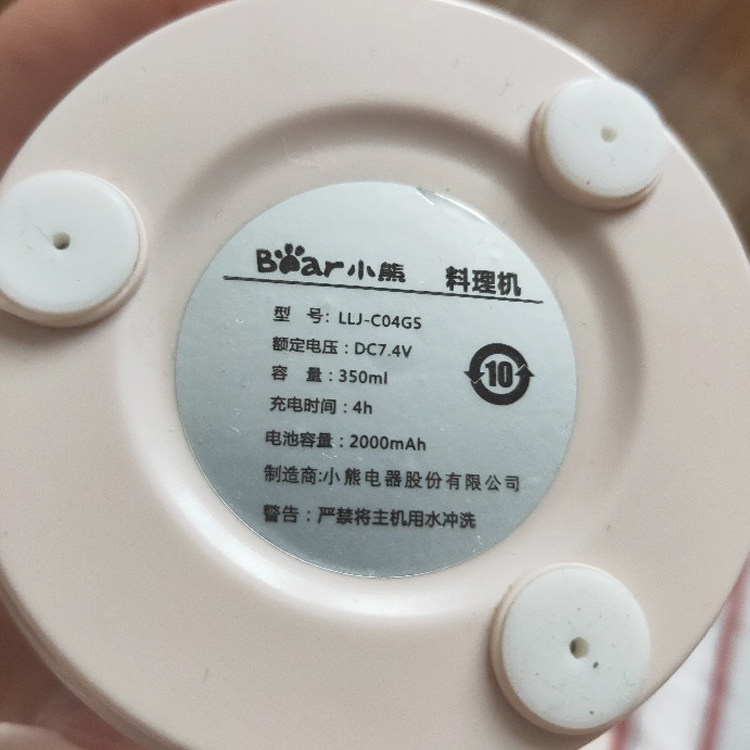 Bear小熊 料理机
型 号: LLJ-C04G5
额定电压：DC7.4V
容 量：350ml
充电时间：4h
电池容量：2000mAh
制造商:小熊电器股份有限公司
警告：严禁将主机用水冲洗
10